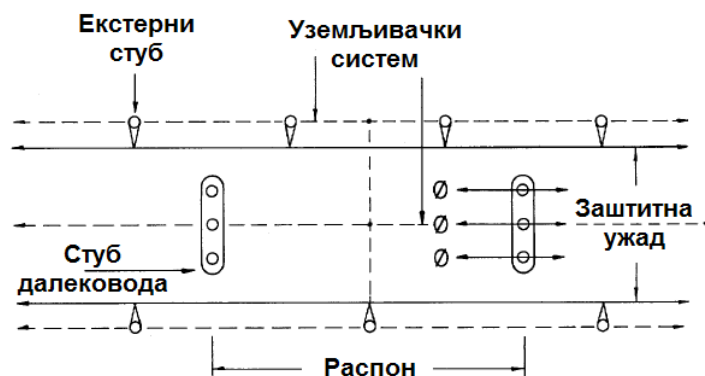 Екстерни
стуб
Уземљивачки
систем
Заштитна
ужад
Стуб
далековода
Распон